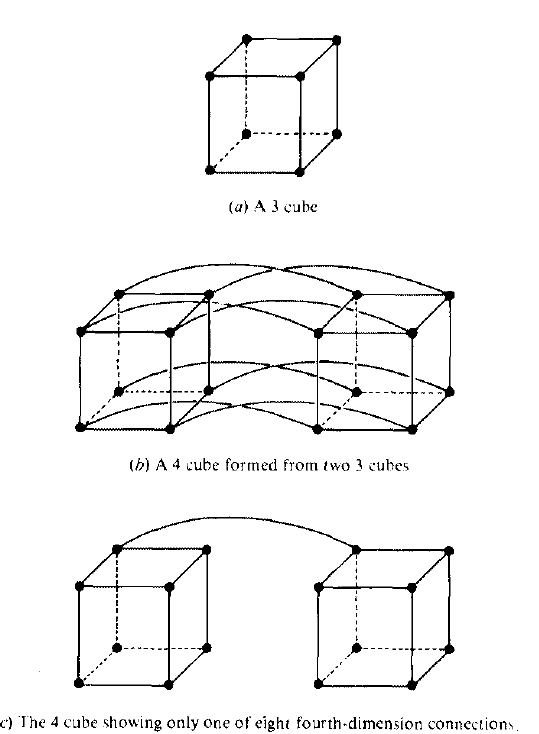 (a) A 3 cube
(b) A 4 cube formed from two 3 cubes
c) The 4 cube showing only one of eight fourth-dimension connections.